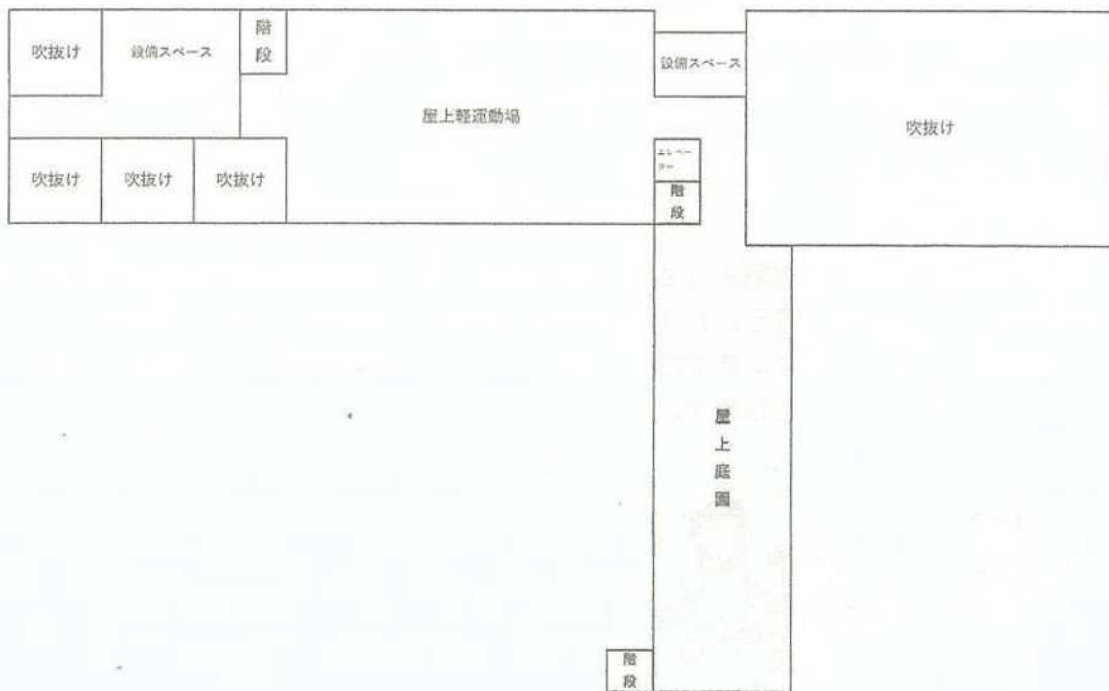 吹抜け
設備スペース
階
段
屋上軽運動場
設備スペース
吹抜け
エレベー
ター
階
段
吹抜け
吹抜け
吹抜け
屋
上
庭
園
階
段